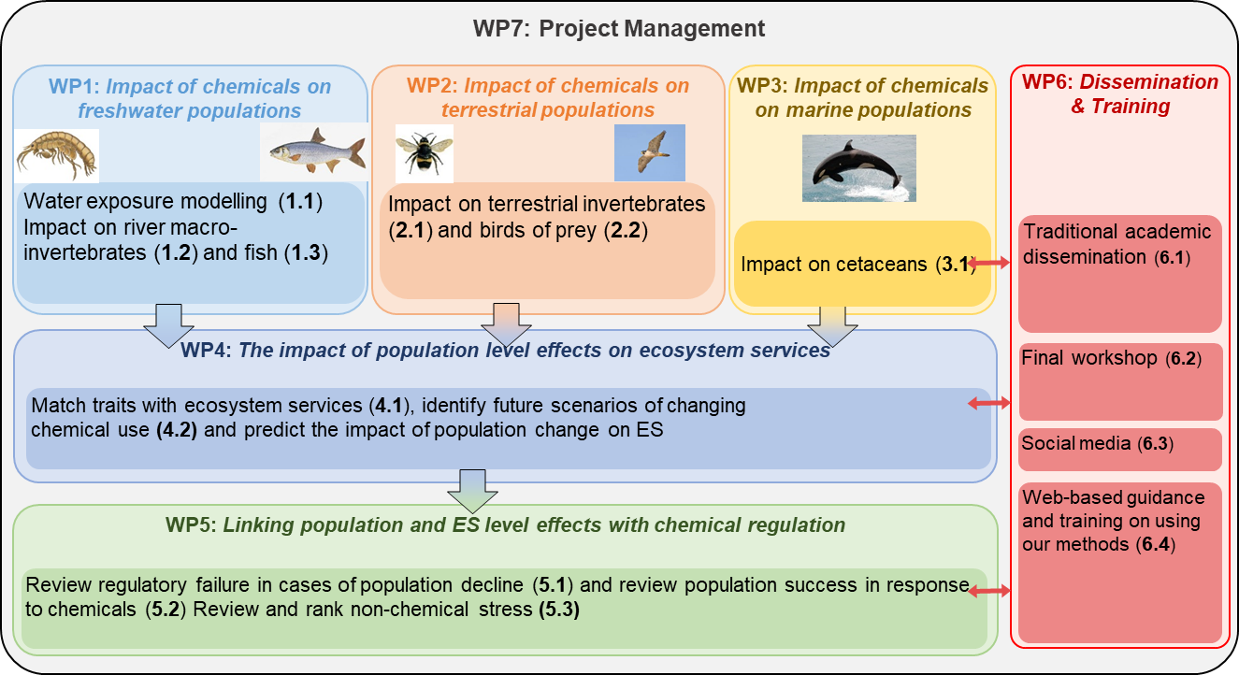 WP7: Project Management
WP1: Impact of chemicals on
freshwater populations
Water exposure modelling (1.1)
Impact on river macro-
invertebrates (1.2) and fish (1.3)
WP2: Impact of chemicals on
terrestrial populations
Impact on terrestrial invertebrates
(2.1) and birds of prey (2.2)
WP3: Impact of chemicals
on marine populations
Impact on cetaceans (3.1)
WP4: The impact of population level effects on ecosystem services
Match traits with ecosystem services (4.1), identify future scenarios of changing
chemical use (4.2) and predict the impact of population change on ES
WP5: Linking population and ES level effects with chemical regulation
Review regulatory failure in cases of population decline (5.1) and review population success in response
to chemicals (5.2) Review and rank non-chemical stress (5.3)
WP6: Dissemination
& Training
Traditional academic
dissemination (6.1)
Final workshop (6.2)
Social media (6.3)
Web-based guidance
and training on using
our methods (6.4)